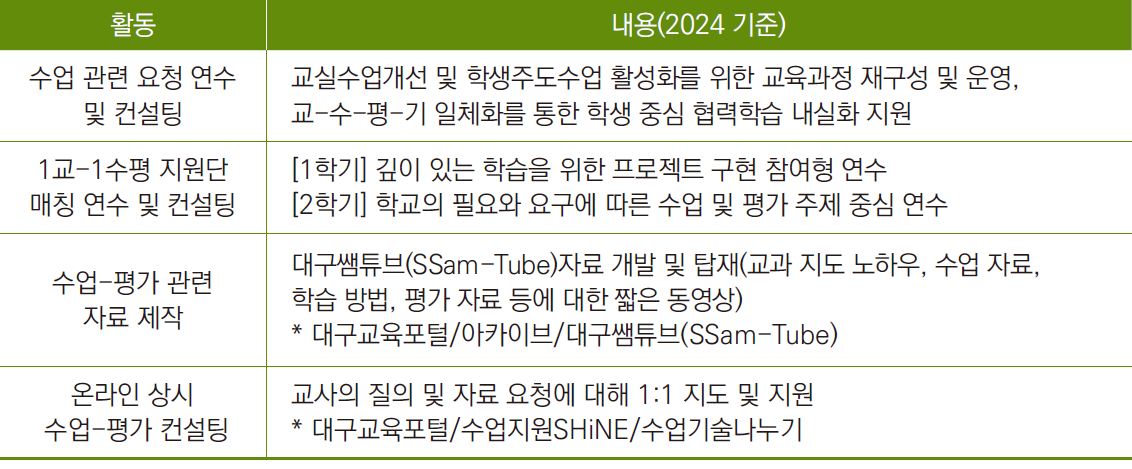 활동
내용(2024 기준)
수업 관련 요청 연수
및 컨설팅
교실수업개선 및 학생주도수업 활성화를 위한 교육과정 재구성 및 운영,
교-수-평-기 일체화를 통한 학생 중심 협력학습 내실화 지원
1교-1수평 지원단
매칭 연수 및 컨설팅
[1학기] 깊이 있는 학습을 위한 프로젝트 구현 참여형 연수
[2학기] 학교의 필요와 요구에 따른 수업 및 평가 주제 중심 연수
수업-평가 관련
자료 제작
대구쌤튜브(SSam-Tube)자료 개발 및 탑재(교과 지도 노하우, 수업 자료,
학습 방법, 평가 자료 등에 대한 짧은 동영상)
* 대구교육포털/아카이브/대구쌤튜브(SSam-Tube)
온라인 상시
수업-평가 컨설팅
교사의 질의 및 자료 요청에 대해 1:1 지도 및 지원
* 대구교육포털/수업지원SHiNE/수업기술나누기